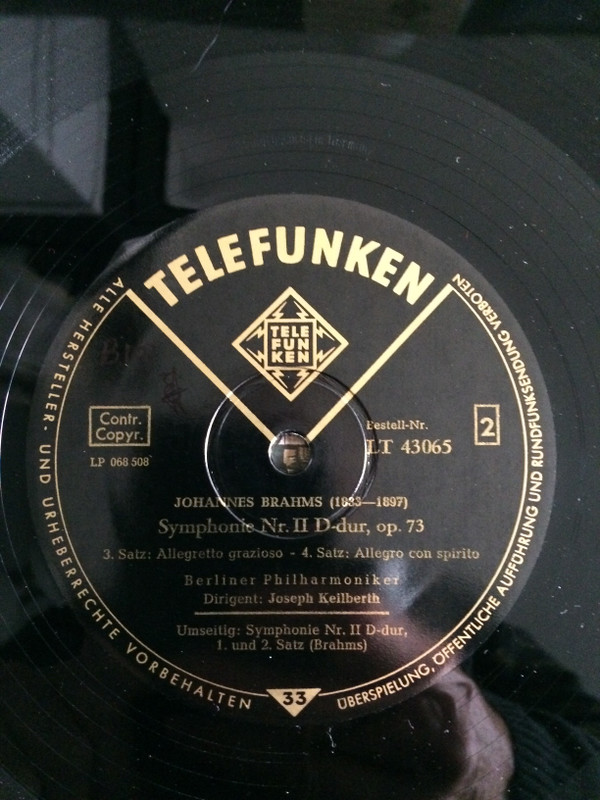 TELEFUNKEN
TELE
FUN
KEN
Contr.
Copyr.
LP 068 508
Bestell-Nr.
LT 43065
2
JOHANNES BRAHMS (1833—1897)
Symphonie Nr. II D-dur, op. 73
3. Satz: Allegretto grazioso - 4. Satz: Allegro con spirito
Berliner Philharmoniker
Dirigent: Joseph Keilberth
Umseitig: Symphonie Nr. II D-dur,
1. und 2. Satz (Brahms)
33
ALLE HERSTELLER- UND URHEBERRECHTE VORBEHALTEN
ÜBERSPIELUNG, ÖFFENTLICHE AUFFÜHRUNG UND RUNDFUNKSENDUNG VERBOTEN